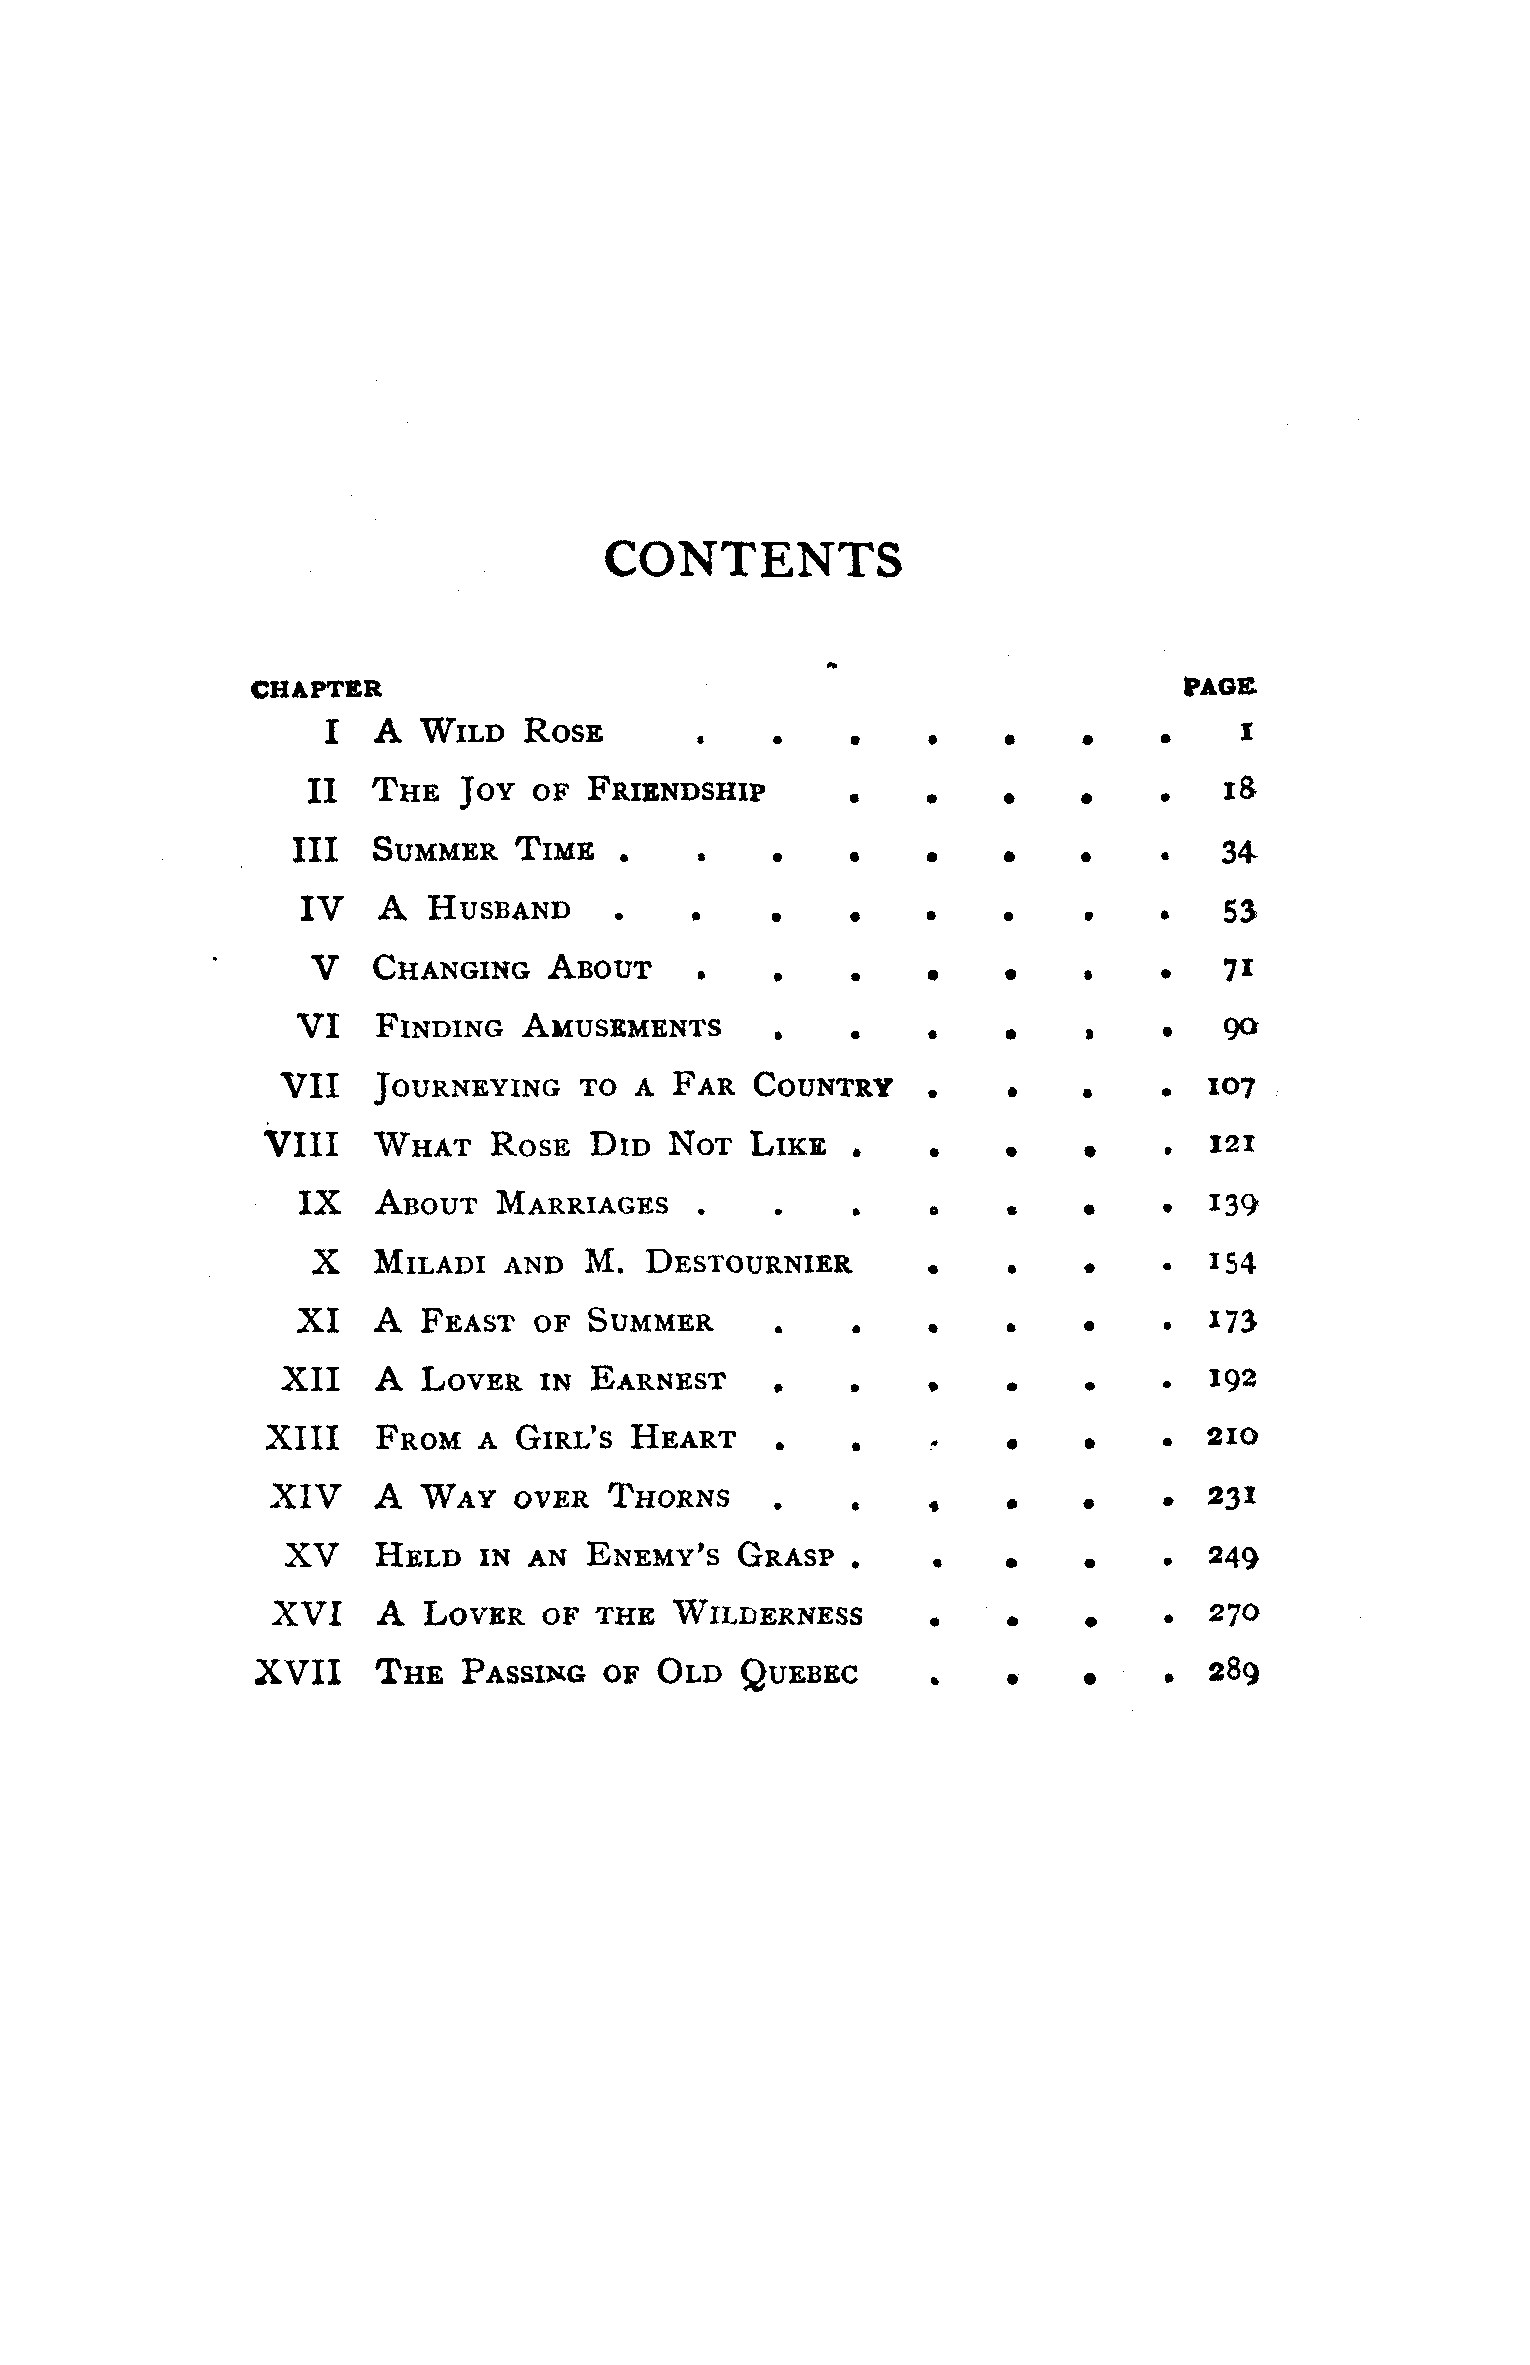 CONTENTS
CHAPTER PAGE
I A Wild Rose . . . . . . . 1
II The Joy of Friendship . . . . . 18
III Summer Time . . . . . . . . 34
IV A Husband . . . . . . . . 53
V Changing About . . . . . . . 71
VI Finding Amusements . . . . . . 90
VII Journeying to a Far Country . . . . 107
VIII What Rose Did Not Like . . . . . 121
IX About Marriages . . . . . . . 139
X Miladi and M. Destournier . . . . 154
XI A Feast of Summer . . . . . . 173
XII A Lover in Earnest . . . . . . 192
XIII From a Girl's Heart . . . . . . 210
XIV A Way over Thorns . . . . . . 231
XV Held in an Enemy's Grasp . . . . . 249
XVI A Lover of the Wilderness . . . . 270
XVII The Passing of Old Quebec . . . . 289